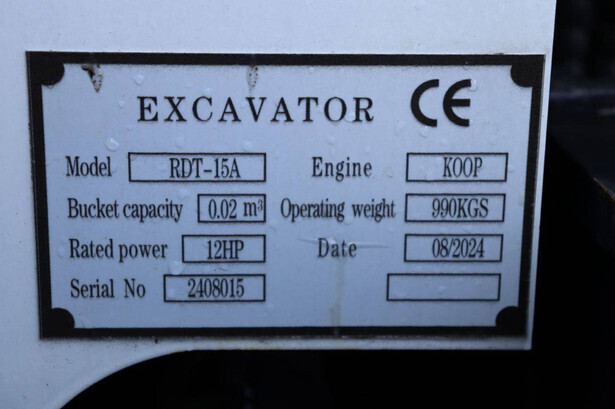 EXCAVATOR CE
Model RDT-15A Engine KOOP
Bucket capacity 0.02 m³ Operating weight 990KGS
Rated power 12HP Date 08/2024
Serial No 2408015